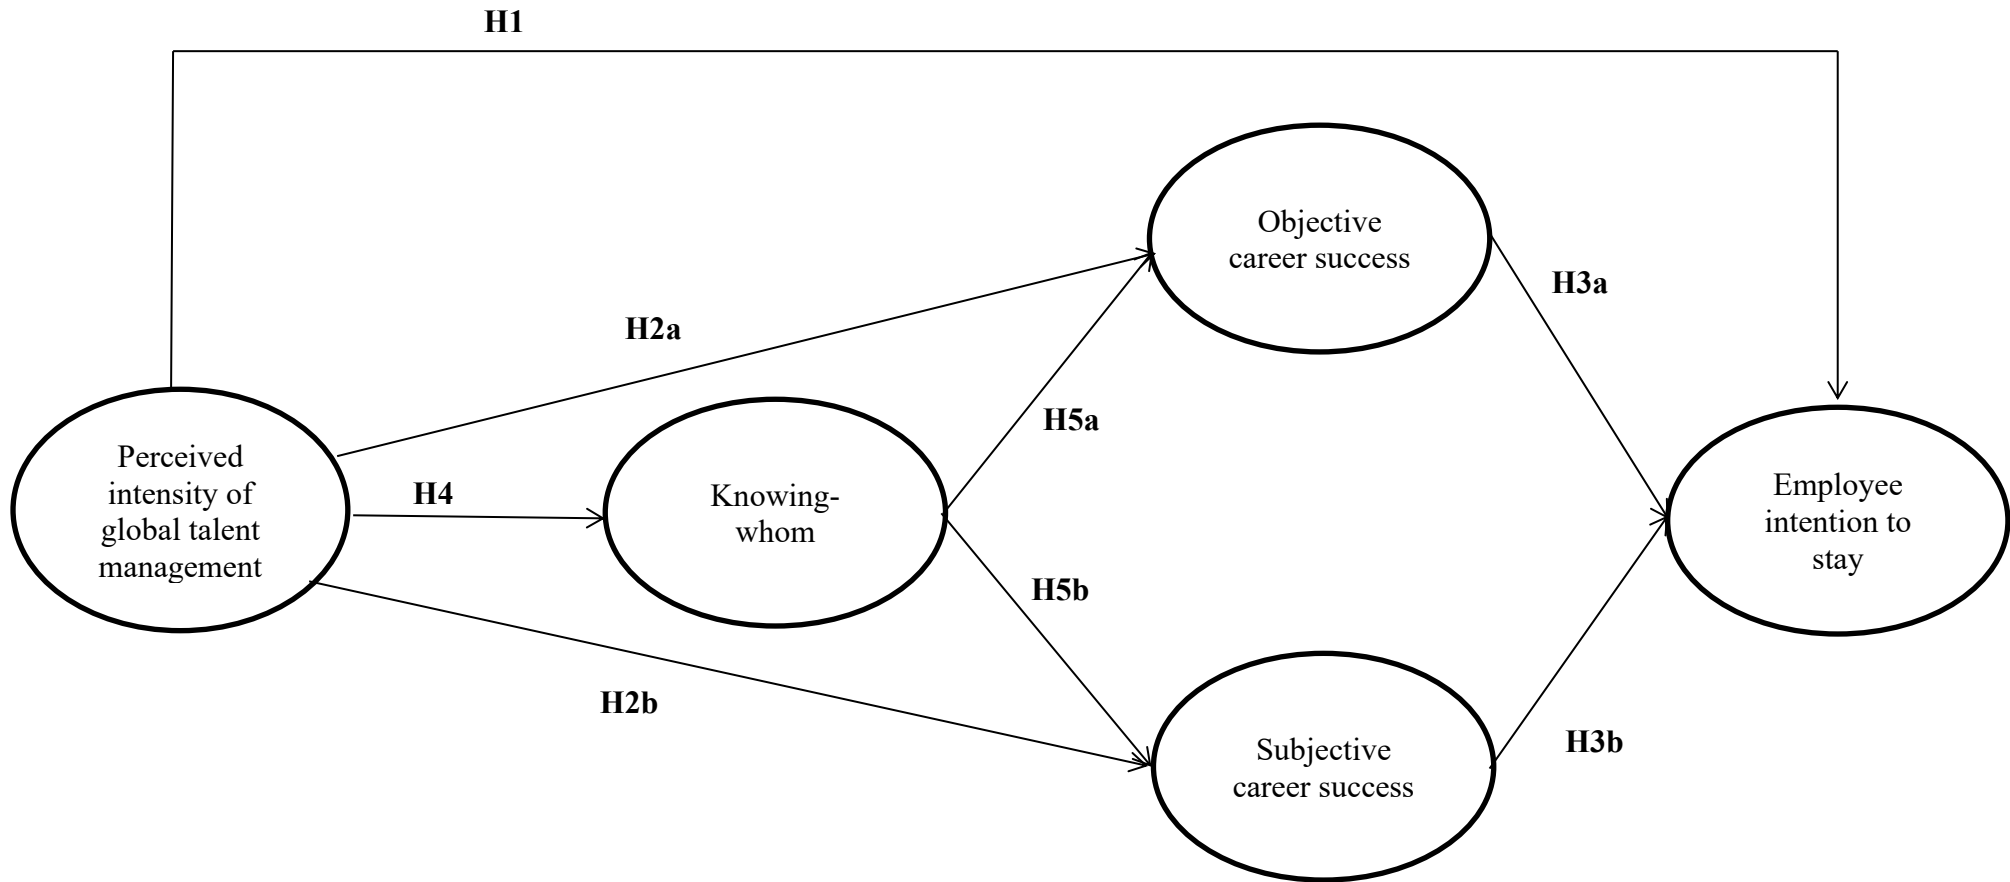 H1
Objective
career success
H3a
H2a
H5a
Perceived
intensity of
global talent
management
H4
Knowing-
whom
Employee
intention to
stay
H5b
H2b
Subjective
career success
H3b